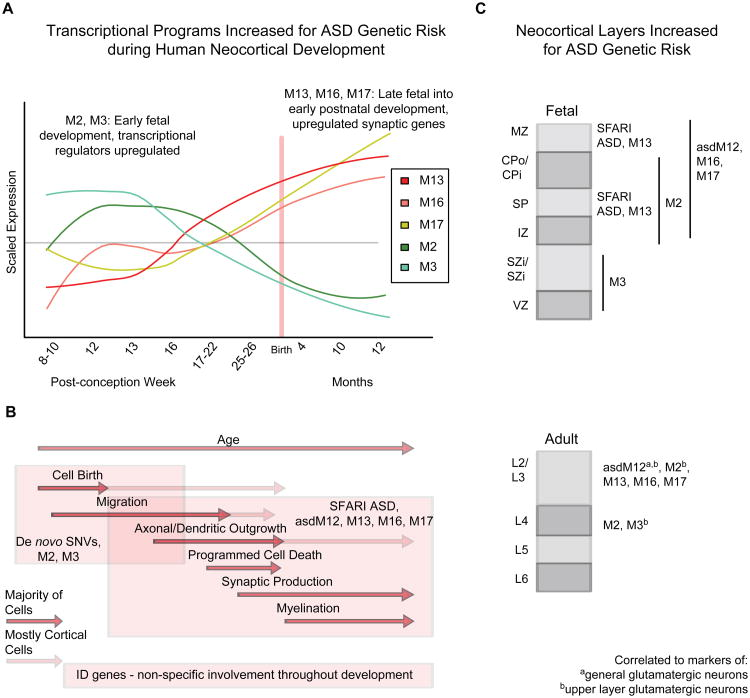 A
Transcriptional Programs Increased for ASD Genetic Risk
during Human Neocortical Development
M2, M3: Early fetal
development, transcriptional
regulators upregulated
M13, M16, M17: Late fetal into
early postnatal development,
upregulated synaptic genes
Scaled Expression
M13
M16
M17
M2
M3
8-10
12
13
16
17-22
25-26
Birth
4
10
12
Post-conception Week
Months
B
Age
Cell Birth
Migration
SFARI ASD,
asdM12, M13, M16, M17
Axonal/Dendritic Outgrowth
De novo SNVs,
M2, M3
Programmed Cell Death
Synaptic Production
Majority of
Cells
Myelination
Mostly Cortical
Cells
ID genes - non-specific involvement throughout development
C
Neocortical Layers Increased
for ASD Genetic Risk
Fetal
MZ
SFARI
ASD, M13
asdM12,
M16,
M17
CPo/
CPi
M2
SP
SFARI
ASD, M13
IZ
SZi/
SZi
M3
VZ
Adult
L2/
L3
asdM12a,b, M2b,
M13, M16, M17
L4
M2, M3b
L5
L6
Correlated to markers of:
ageneral glutamatergic neurons
bupper layer glutamatergic neurons